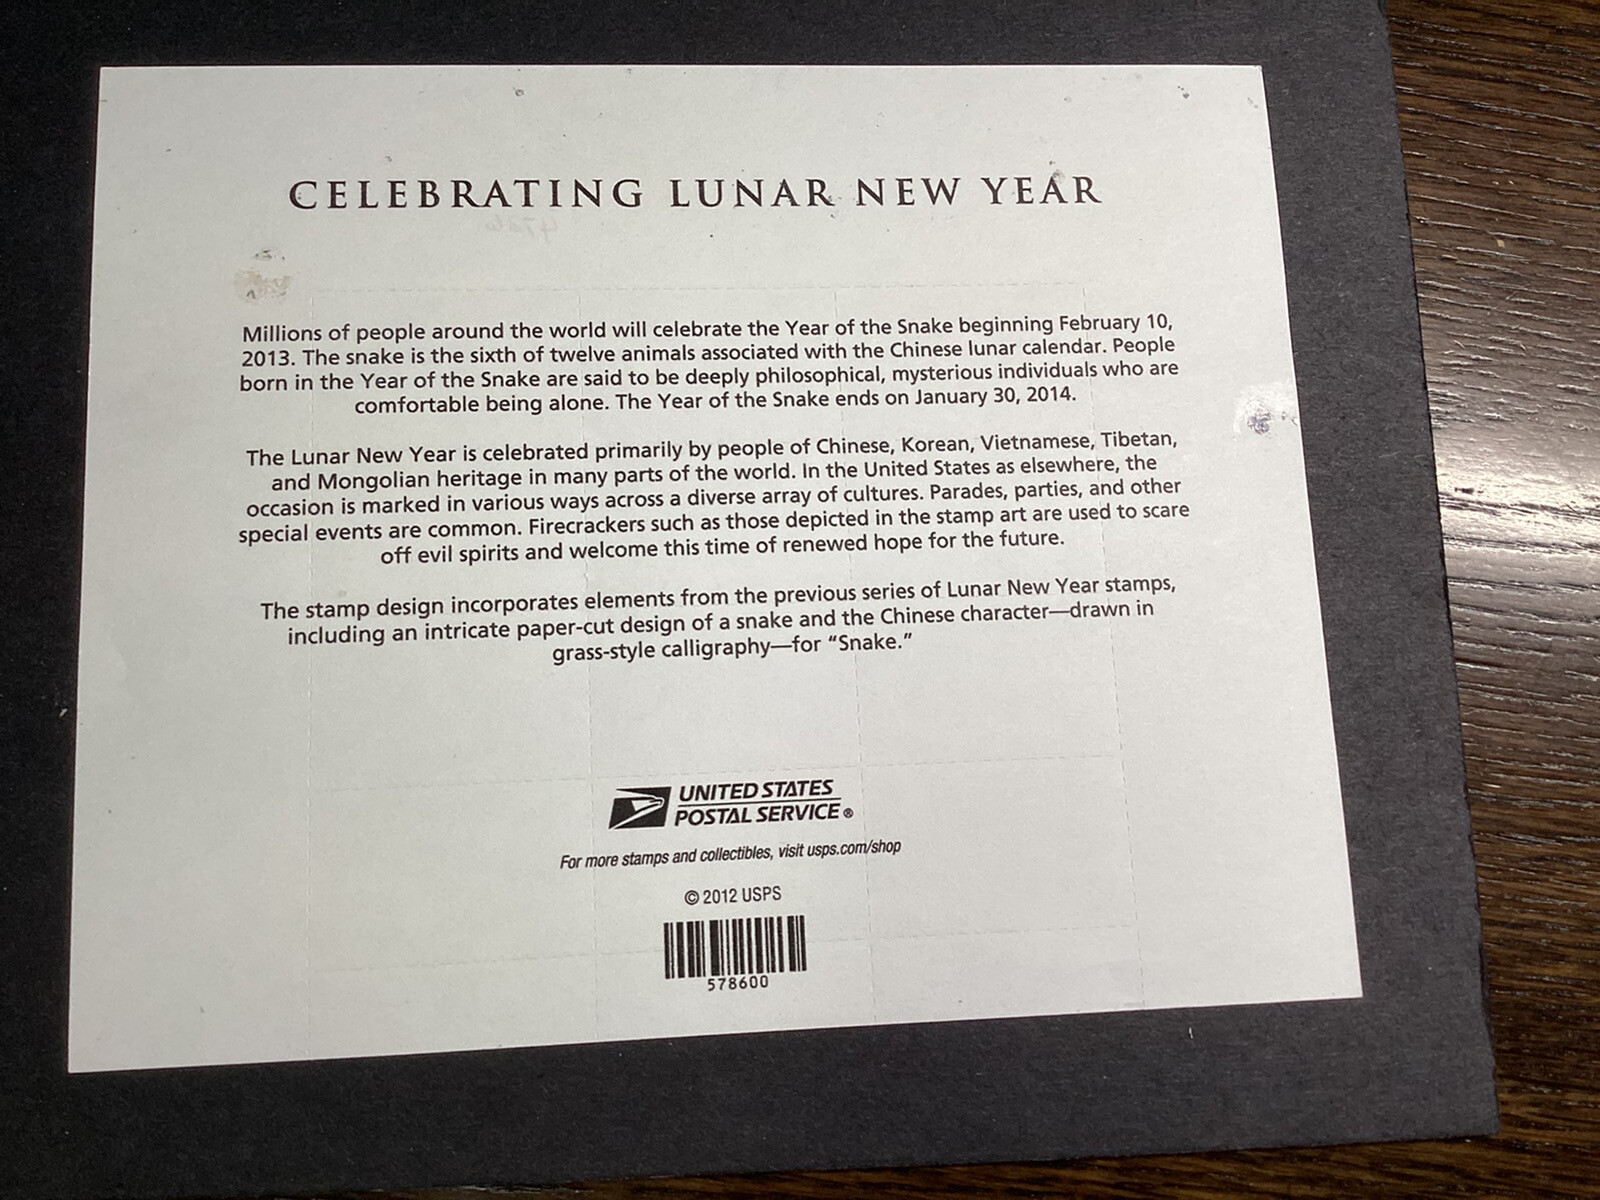 CELEBRATING LUNAR NEW YEAR
Millions of people around the world will celebrate the Year of the Snake beginning February 10,
2013. The snake is the sixth of twelve animals associated with the Chinese lunar calendar. People
born in the Year of the Snake are said to be deeply philosophical, mysterious individuals who are
comfortable being alone. The Year of the Snake ends on January 30, 2014.
The Lunar New Year is celebrated primarily by people of Chinese, Korean, Vietnamese, Tibetan,
and Mongolian heritage in many parts of the world. In the United States as elsewhere, the
occasion is marked in various ways across a diverse array of cultures. Parades, parties, and other
special events are common. Firecrackers such as those depicted in the stamp art are used to scare
off evil spirits and welcome this time of renewed hope for the future.
The stamp design incorporates elements from the previous series of Lunar New Year stamps,
including an intricate paper-cut design of a snake and the Chinese character—drawn in
grass-style calligraphy—for “Snake.”
UNITED STATES
POSTAL SERVICE®
For more stamps and collectibles, visit usps.com/shop
© 2012 USPS
578600